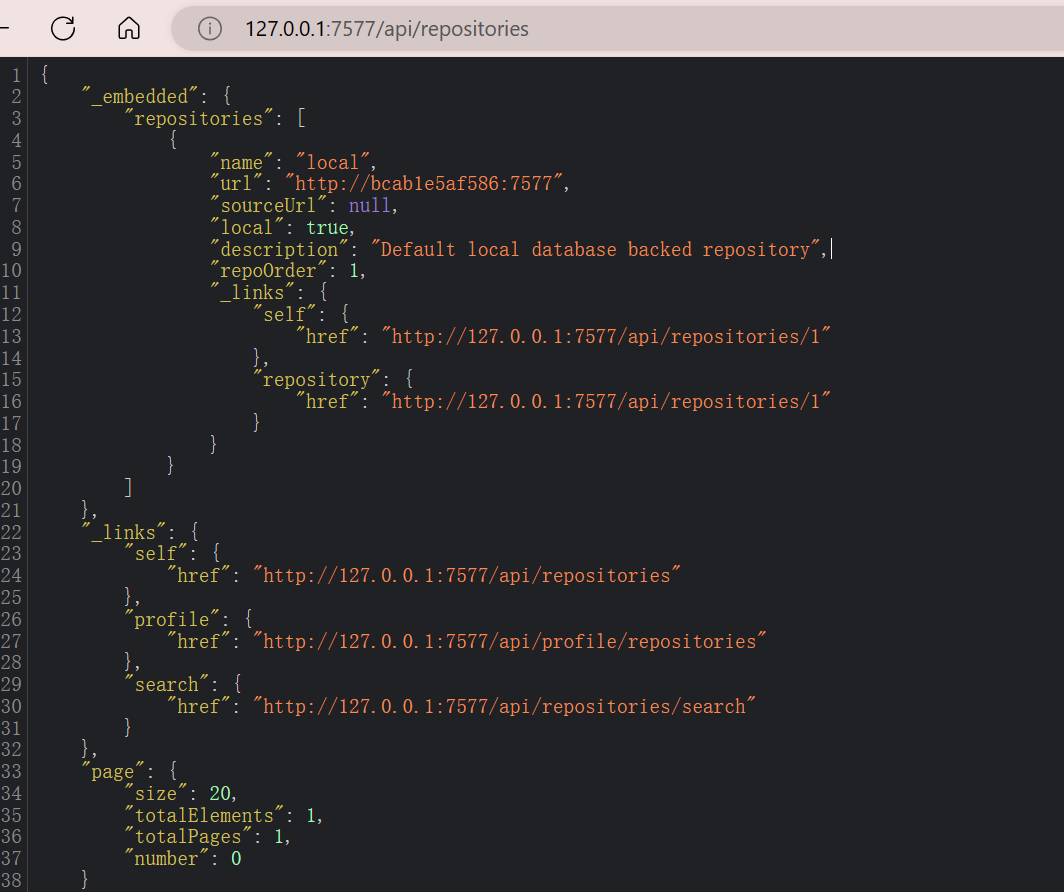 127.0.0.1:7577/api/repositories
1 {
2 "_embedded": {
3 "repositories": [
4 {
5 "name": "local",
6 "url": "http://bcab1e5af586:7577",
7 "sourceUrl": null,
8 "local": true,
9 "description": "Default local database backed repository",
10 "repoOrder": 1,
11 "_links": {
12 "self": {
13 "href": "http://127.0.0.1:7577/api/repositories/1"
14 },
15 "repository": {
16 "href": "http://127.0.0.1:7577/api/repositories/1"
17 }
18 }
19 }
20 ]
21 },
22 "_links": {
23 "self": {
24 "href": "http://127.0.0.1:7577/api/repositories"
25 },
26 "profile": {
27 "href": "http://127.0.0.1:7577/api/profile/repositories"
28 },
29 "search": {
30 "href": "http://127.0.0.1:7577/api/repositories/search"
31 }
32 },
33 "page": {
34 "size": 20,
35 "totalElements": 1,
36 "totalPages": 1,
37 "number": 0
38 }